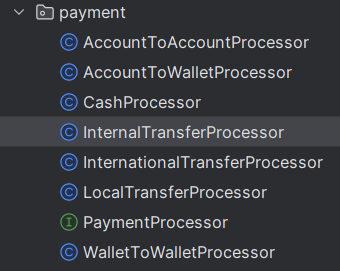 payment
C AccountToAccountProcessor
C AccountToWalletProcessor
C CashProcessor
C InternalTransferProcessor
C InternationalTransferProcessor
C LocalTransferProcessor
I PaymentProcessor
C WalletToWalletProcessor